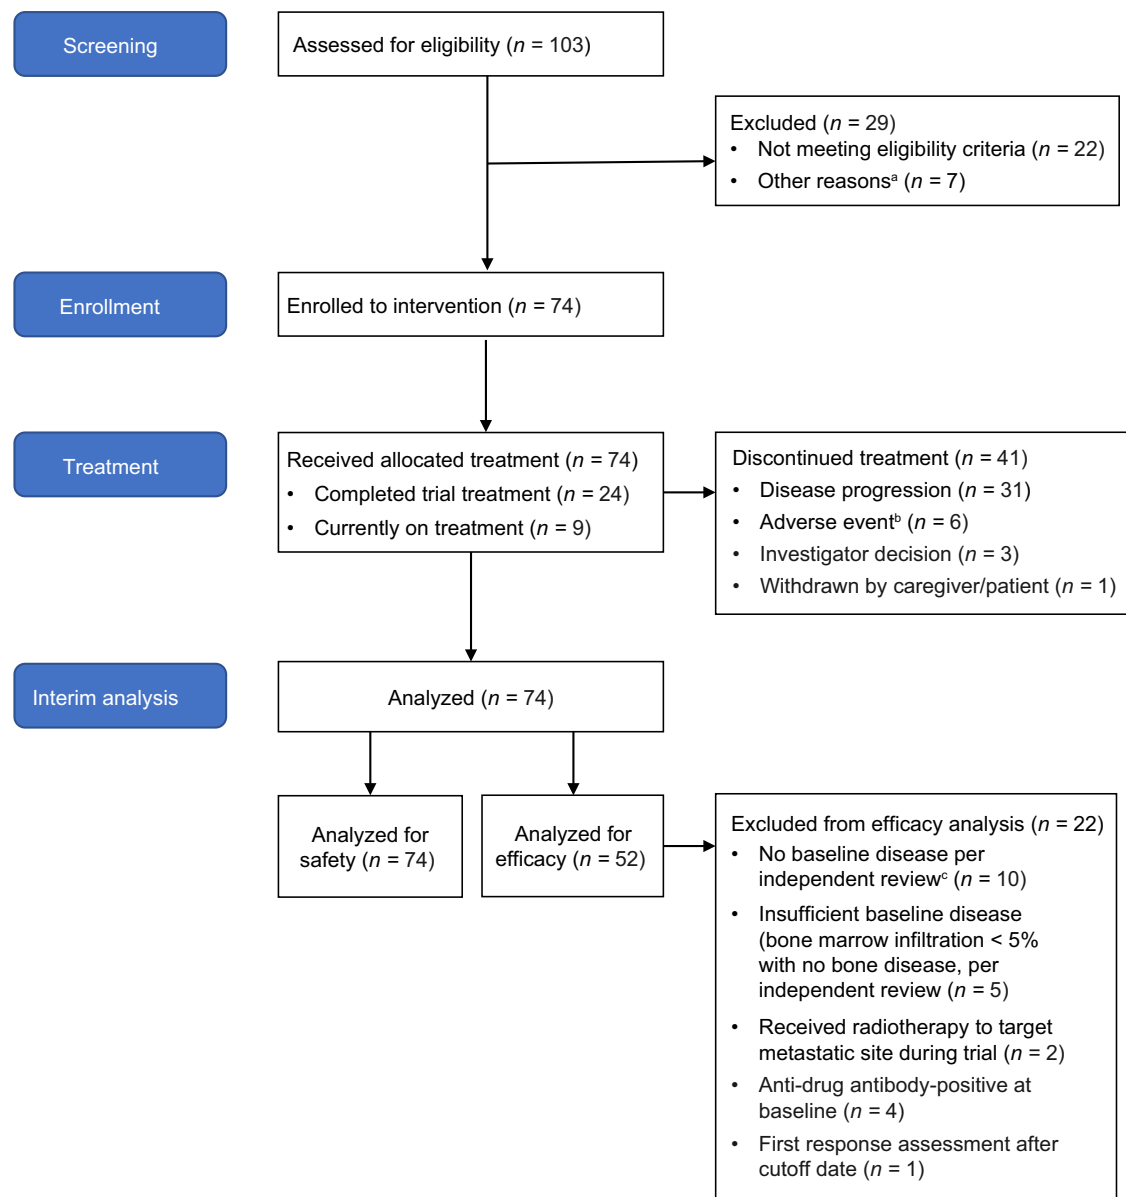 Screening
Assessed for eligibility (n = 103)
Excluded (n = 29)
• Not meeting eligibility criteria (n = 22)
• Other reasonsᵃ (n = 7)
Enrollment
Enrolled to intervention (n = 74)
Treatment
Received allocated treatment (n = 74)
• Completed trial treatment (n = 24)
• Currently on treatment (n = 9)
Discontinued treatment (n = 41)
• Disease progression (n = 31)
• Adverse eventᵇ (n = 6)
• Investigator decision (n = 3)
• Withdrawn by caregiver/patient (n = 1)
Interim analysis
Analyzed (n = 74)
Analyzed for
safety (n = 74)
Analyzed for
efficacy (n = 52)
Excluded from efficacy analysis (n = 22)
• No baseline disease per
independent reviewᶜ (n = 10)
• Insufficient baseline disease
(bone marrow infiltration < 5%
with no bone disease, per
independent review (n = 5)
• Received radiotherapy to target
metastatic site during trial (n = 2)
• Anti-drug antibody-positive at
baseline (n = 4)
• First response assessment after
cutoff date (n = 1)